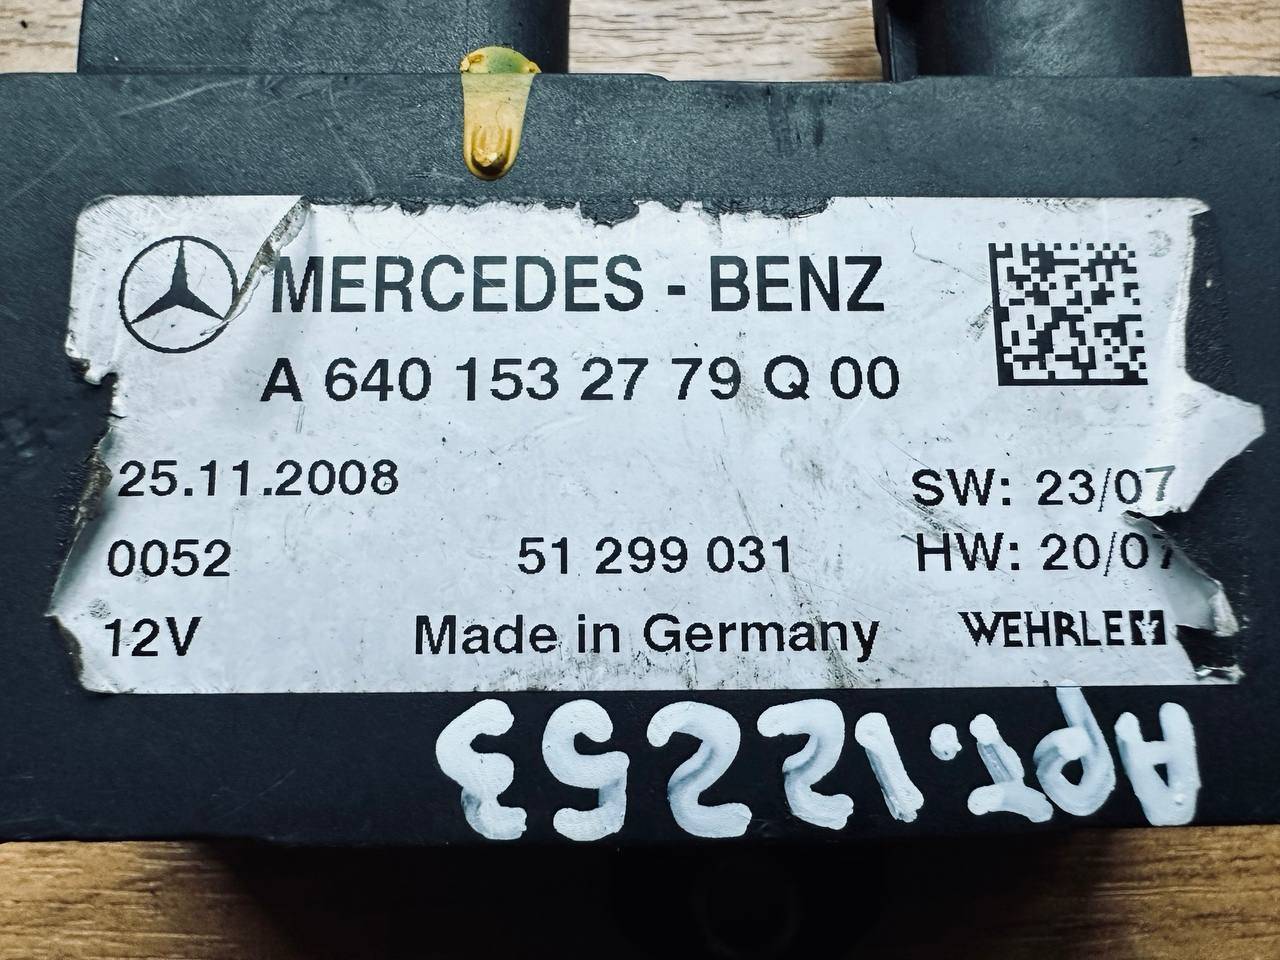 MERCEDES - BENZ
A 640 153 27 79 Q 00
25.11.2008
SW: 23/07
0052
51 299 031
HW: 20/07
12V
Made in Germany
WEHRLE
Арт.12253